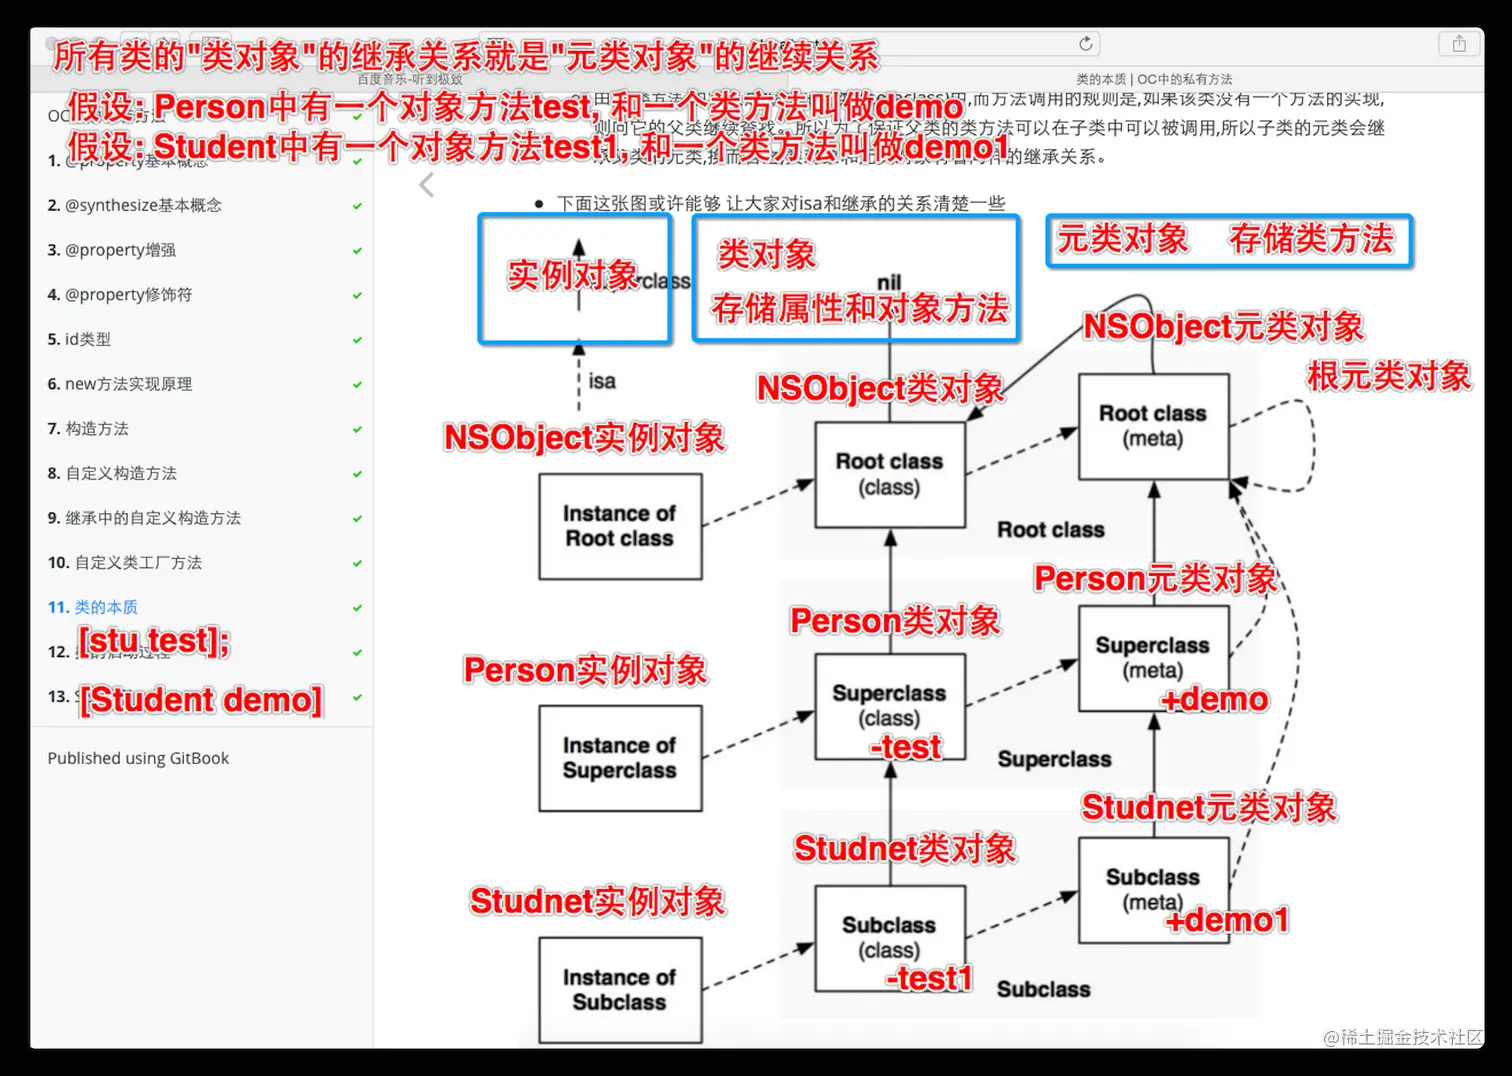 所有类的"类对象"的继承关系就是"元类对象"的继续关系
百度音乐-听到极致
类的本质 | OC中的私有方法
假设: Person中有一个对象方法test, 和一个类方法叫做demo
,而方法调用的规则是,如果该类没有一个方法的实现,
则向它的父类继续查找。所以为了保证父类的类方法可以在子类中可以被调用,所以子类的元类会继
假设: Student中有一个对象方法test1, 和一个类方法叫做demo1
的继承关系。
1. @property基本概念
2. @synthesize基本概念
3. @property增强
4. @property修饰符
5. id类型
6. new方法实现原理
7. 构造方法
8. 自定义构造方法
9. 继承中的自定义构造方法
10. 自定义类工厂方法
11. 类的本质
[stu test];
12.
13.
[Student demo]
Published using GitBook
下面这张图或许能够 让大家对isa和继承的关系清楚一些
实例对象
类对象
nil
存储属性和对象方法
元类对象 存储类方法
isa
NSObject元类对象
NSObject类对象
根元类对象
NSObject实例对象
Root class
(meta)
Root class
(class)
Instance of
Root class
Root class
Person元类对象
Person类对象
Person实例对象
Superclass
(meta)
+demo
Superclass
(class)
-test
Instance of
Superclass
Superclass
Studnet元类对象
Studnet类对象
Studnet实例对象
Subclass
(meta)
+demo1
Subclass
(class)
-test1
Instance of
Subclass
Subclass
@稀土掘金技术社区